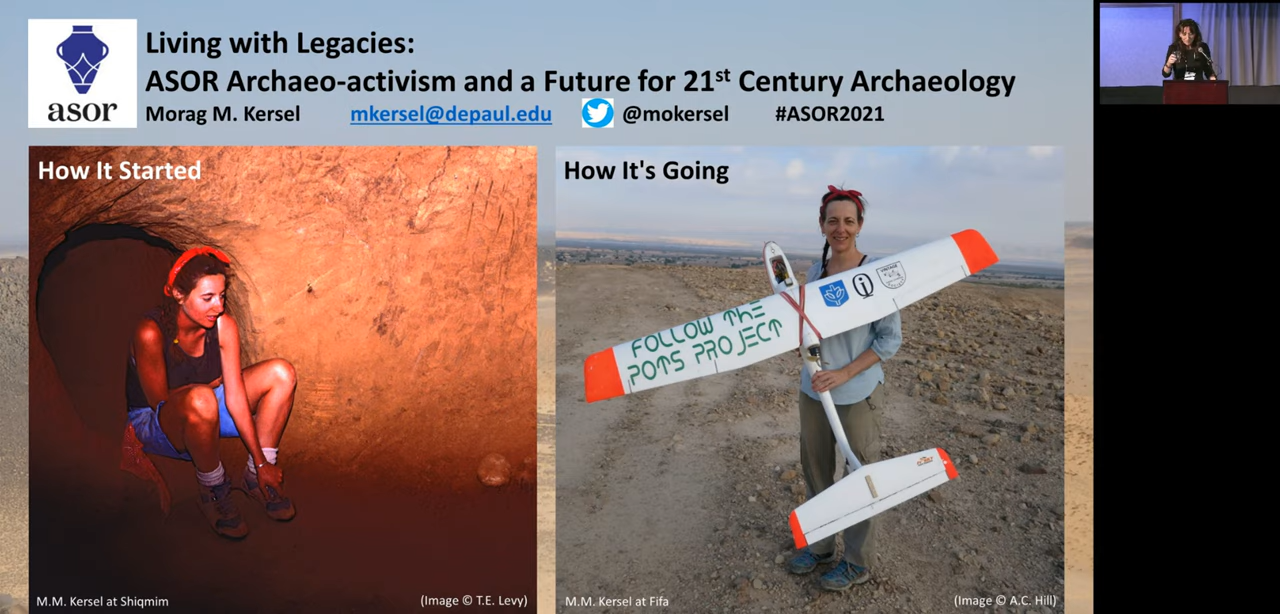 asor
Living with Legacies:
ASOR Archaeo-activism and a Future for 21st Century Archaeology
Morag M. Kersel mkersel@depaul.edu @mokersel #ASOR2021
How It Started
How It's Going
FOLLOW THE
POTS PROJECT
M.M. Kersel at Shiqmim
(Image © T.E. Levy)
M.M. Kersel at Fifa
(Image © A.C. Hill)